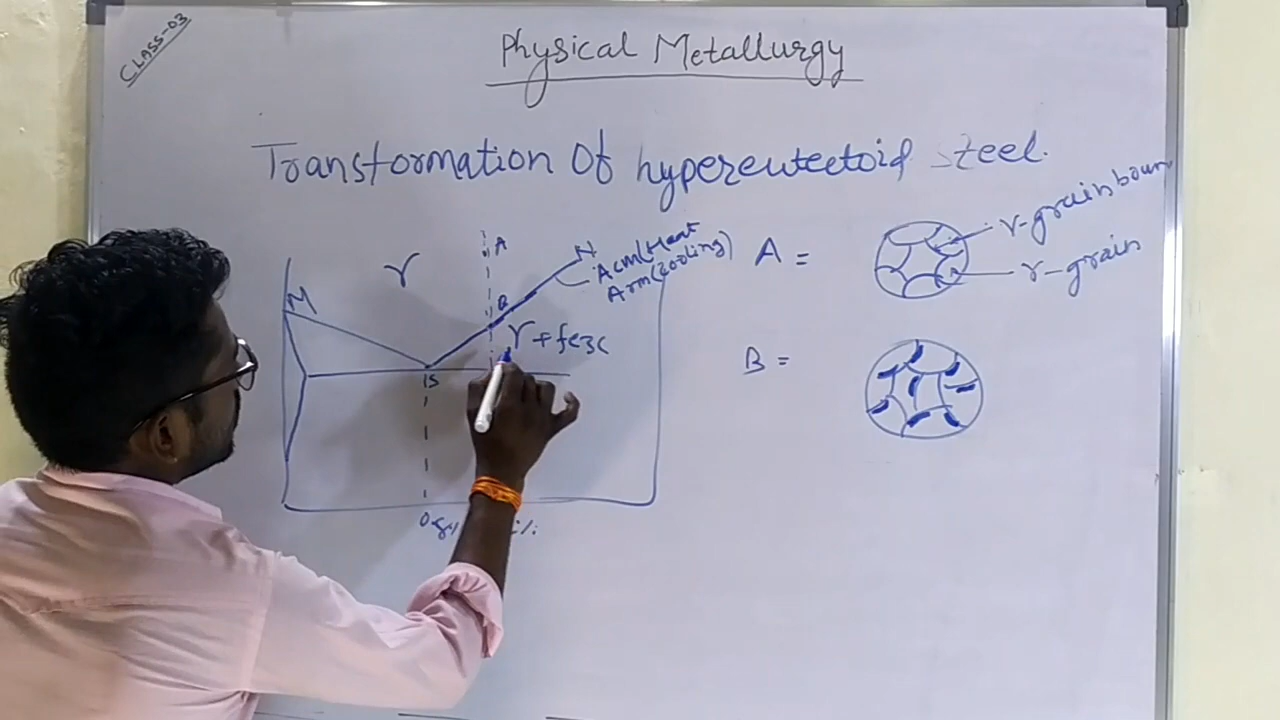 CLASS-03
Physical Metallurgy
Transformation Of hypereutectoid steel.
γ
M
A
N
Acm(Heat
Arm(cooling)
B
γ+fe3c
S
A =
γ-grain boun
γ-grain
B =